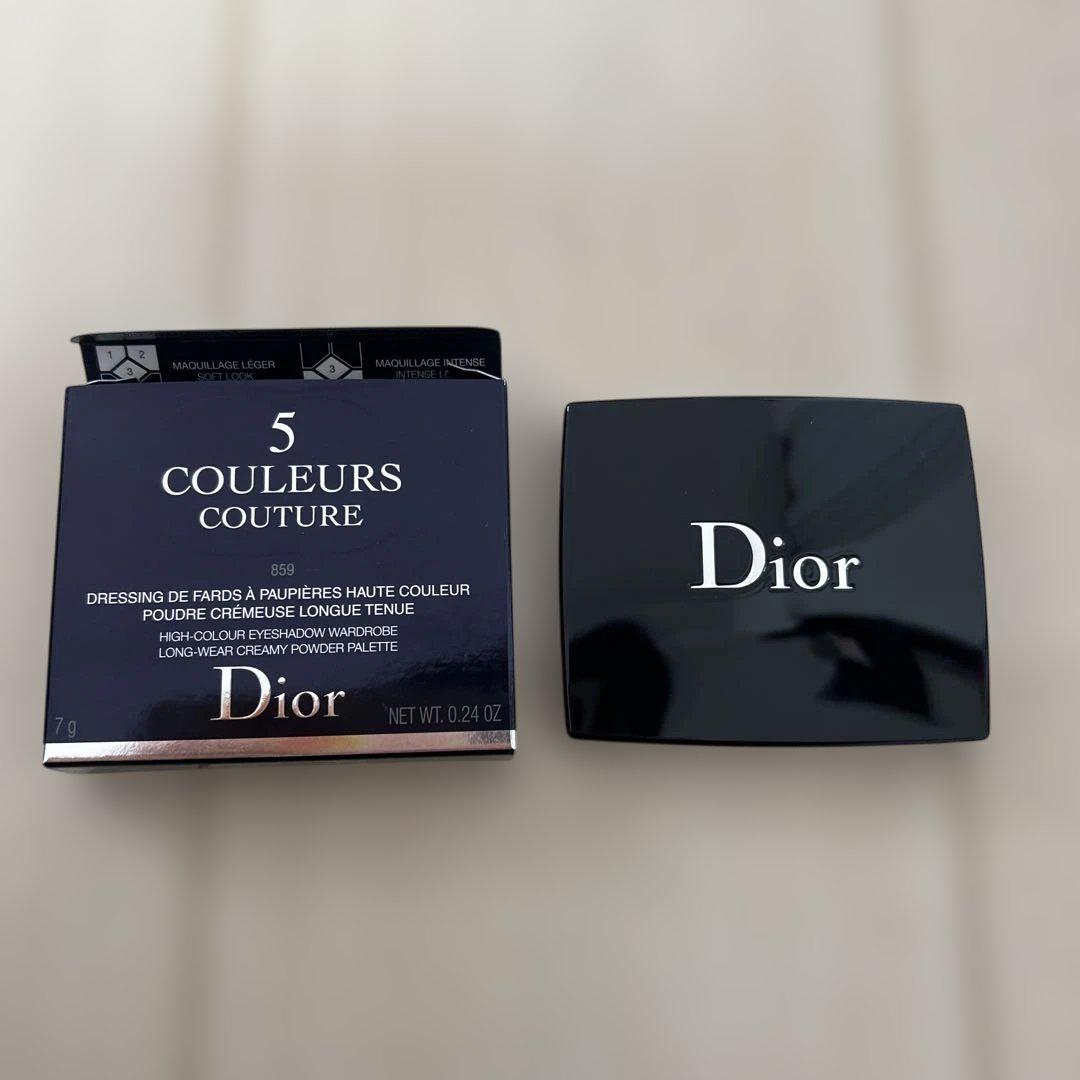 1 2
3
MAQUILLAGE LÉGER
SOFT LOOK
3
MAQUILLAGE INTENSE
INTENSE
5
COULEURS
COUTURE
859
DRESSING DE FARDS À PAUPIÈRES HAUTE COULEUR
POUDRE CRÉMEUSE LONGUE TENUE
HIGH-COLOUR EYESHADOW WARDROBE
LONG-WEAR CREAMY POWDER PALETTE
Dior
7 g
NET WT. 0.24 OZ
Dior